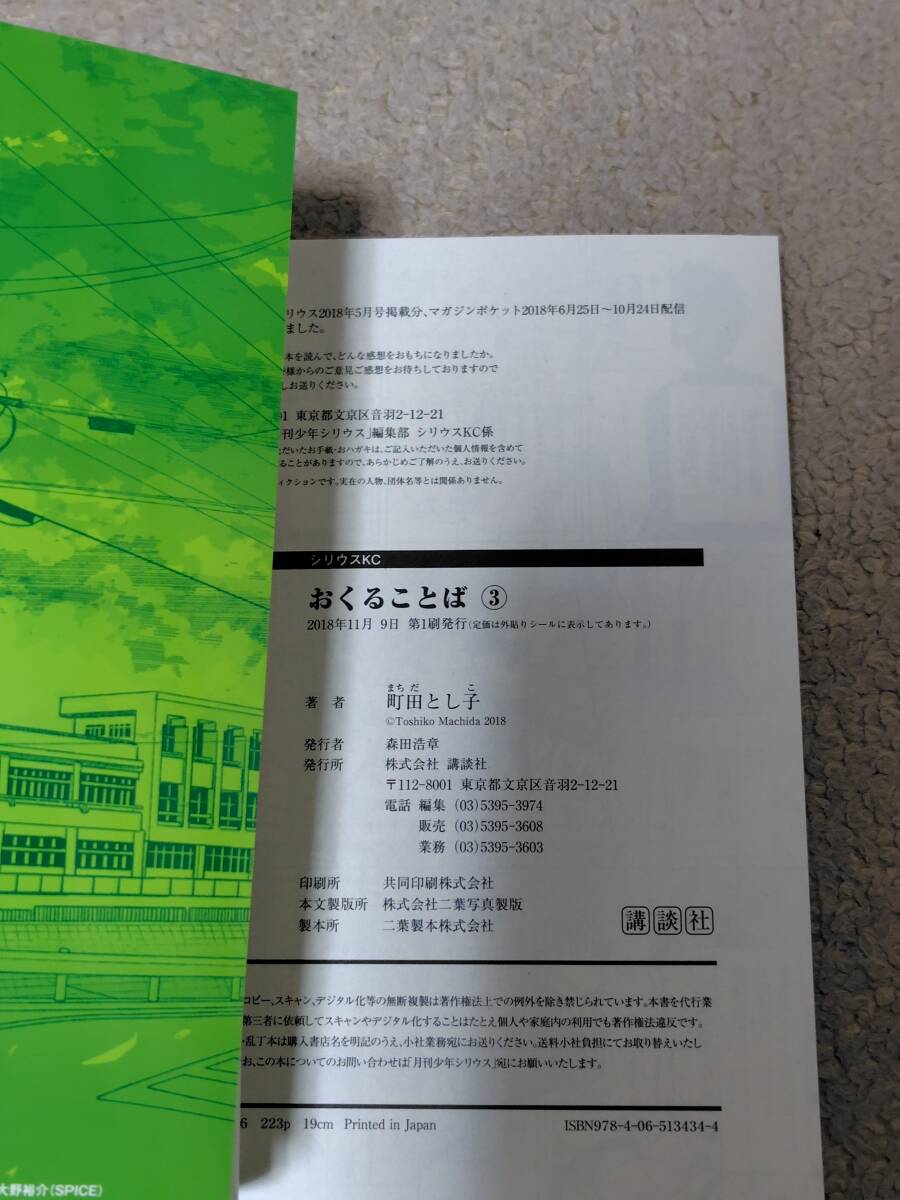 リウス2018年5月号掲載分、マガジンポケット2018年6月25日〜10月24日配信
ました。
本を読んで、どんな感想をおもちになりましたか。
様からのご意見ご感想をお待ちしておりますので
しお送りください。
01 東京都文京区音羽2-12-21
刊少年シリウス」編集部 シリウスKC係
ただいたお手紙・おハガキは、ご記入いただいた個人情報を含めて
ることがありますので、あらかじめご了解のうえ、お送りください。
ィクションです。実在の人物、団体名等とは関係ありません。
シリウスKC
おくることば ③
2018年11月 9日 第1刷発行(定価は外貼りシールに表示してあります。)
まち だ こ
著 者 町田とし子
©Toshiko Machida 2018
発行者 森田浩章
発行所 株式会社 講談社
〒112-8001 東京都文京区音羽2-12-21
電話 編集 (03)5395-3974
販売 (03)5395-3608
業務 (03)5395-3603
印刷所 共同印刷株式会社
本文製版所 株式会社二葉写真製版
製本所 二葉製本株式会社
講談社
コピー、スキャン、デジタル化等の無断複製は著作権法上での例外を除き禁じられています。本書を代行業
第三者に依頼してスキャンやデジタル化することはたとえ個人や家庭内の利用でも著作権法違反です。
・乱丁本は購入書店名を明記のうえ、小社業務宛にお送りください。送料小社負担にてお取り替えいたし
お、この本についてのお問い合わせは「月刊少年シリウス」宛にお願いいたします。
6 223p 19cm Printed in Japan ISBN978-4-06-513434-4
大野裕介(SPICE)